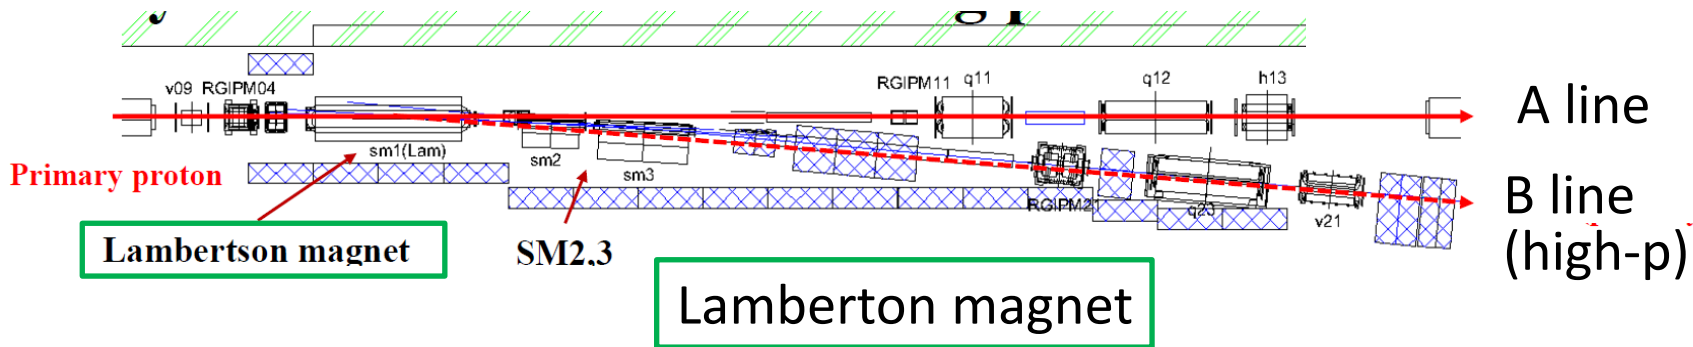 v09 RGIPM04
RGIPM11
q11
q12
h13
A line
sm1(Lam)
sm2
sm3
Primary proton
RGIPM21
q23
v21
B line
(high-p)
Lambertson magnet
SM2,3
Lamberton magnet